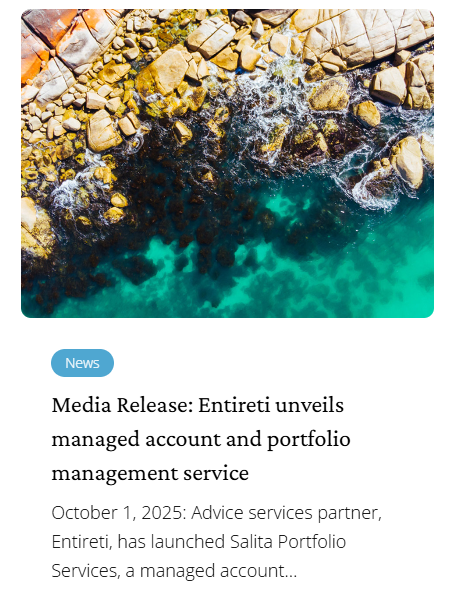 News
Media Release: Entireti unveils
managed account and portfolio
management service
October 1, 2025: Advice services partner,
Entireti, has launched Salita Portfolio
Services, a managed account...